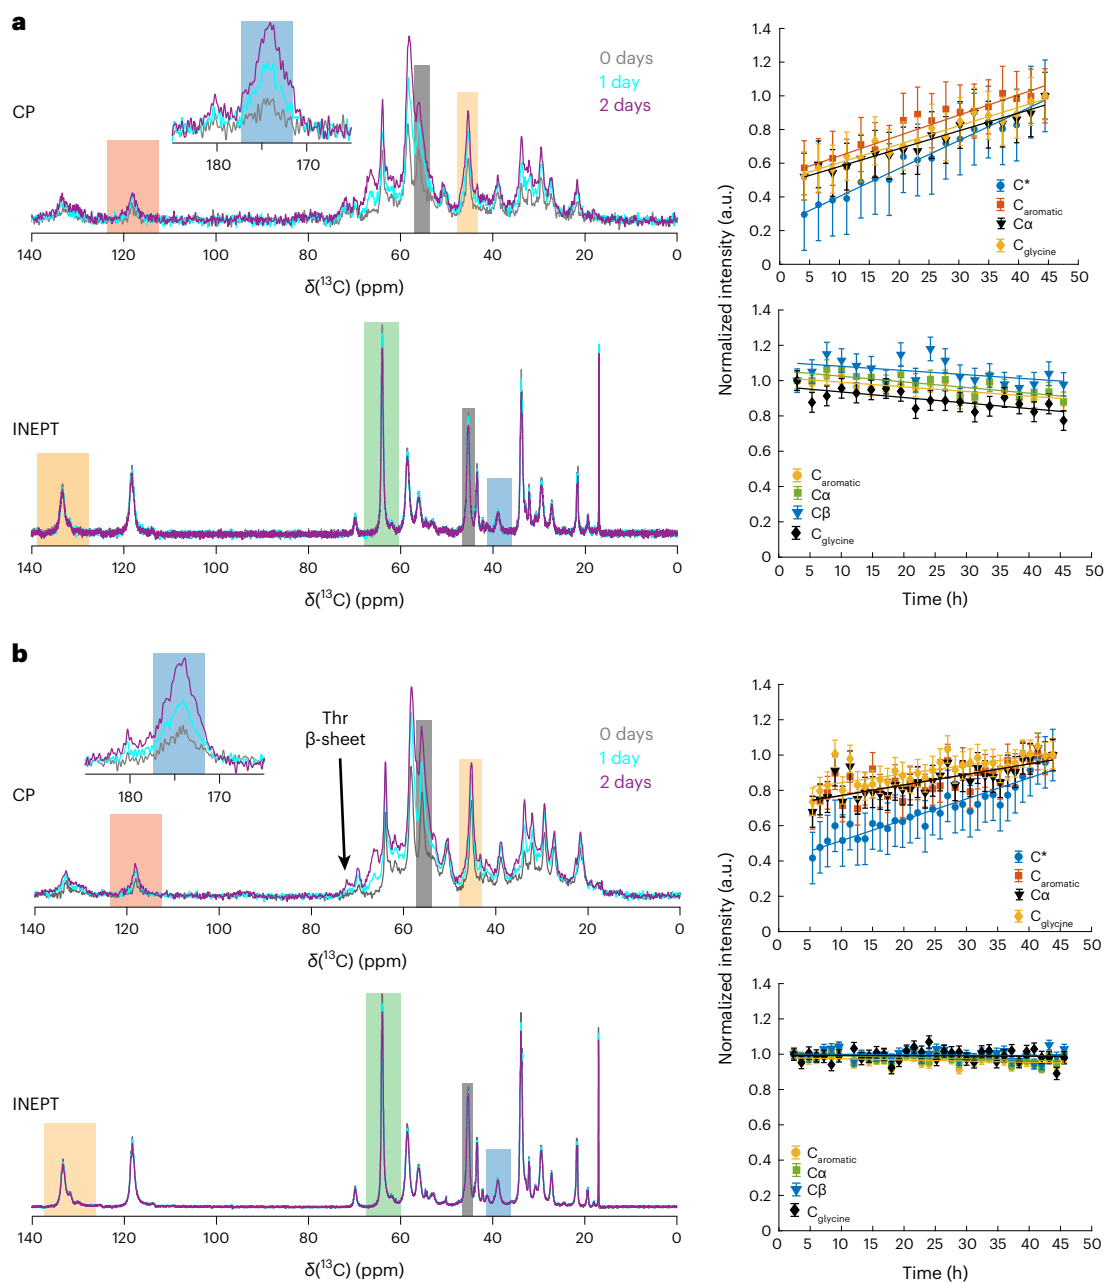 a
CP
0 days
1 day
2 days
180
170
140
120
100
80
60
40
20
0
δ(13C) (ppm)
INEPT
140
120
100
80
60
40
20
0
δ(13C) (ppm)
Normalized intensity (a.u.)
1.4
1.2
1.0
0.8
0.6
0.4
0.2
0
C*
Caromatic
Cα
Cglycine
0
5
10
15
20
25
30
35
40
45
50
1.4
1.2
1.0
0.8
0.6
0.4
0.2
0
Caromatic
Cα
Cβ
Cglycine
0
5
10
15
20
25
30
35
40
45
50
Time (h)
b
CP
Thr
β-sheet
0 days
1 day
2 days
180
170
140
120
100
80
60
40
20
0
δ(13C) (ppm)
INEPT
140
120
100
80
60
40
20
0
δ(13C) (ppm)
Normalized intensity (a.u.)
1.4
1.2
1.0
0.8
0.6
0.4
0.2
0
C*
Caromatic
Cα
Cglycine
0
5
10
15
20
25
30
35
40
45
50
1.4
1.2
1.0
0.8
0.6
0.4
0.2
0
Caromatic
Cα
Cβ
Cglycine
0
5
10
15
20
25
30
35
40
45
50
Time (h)